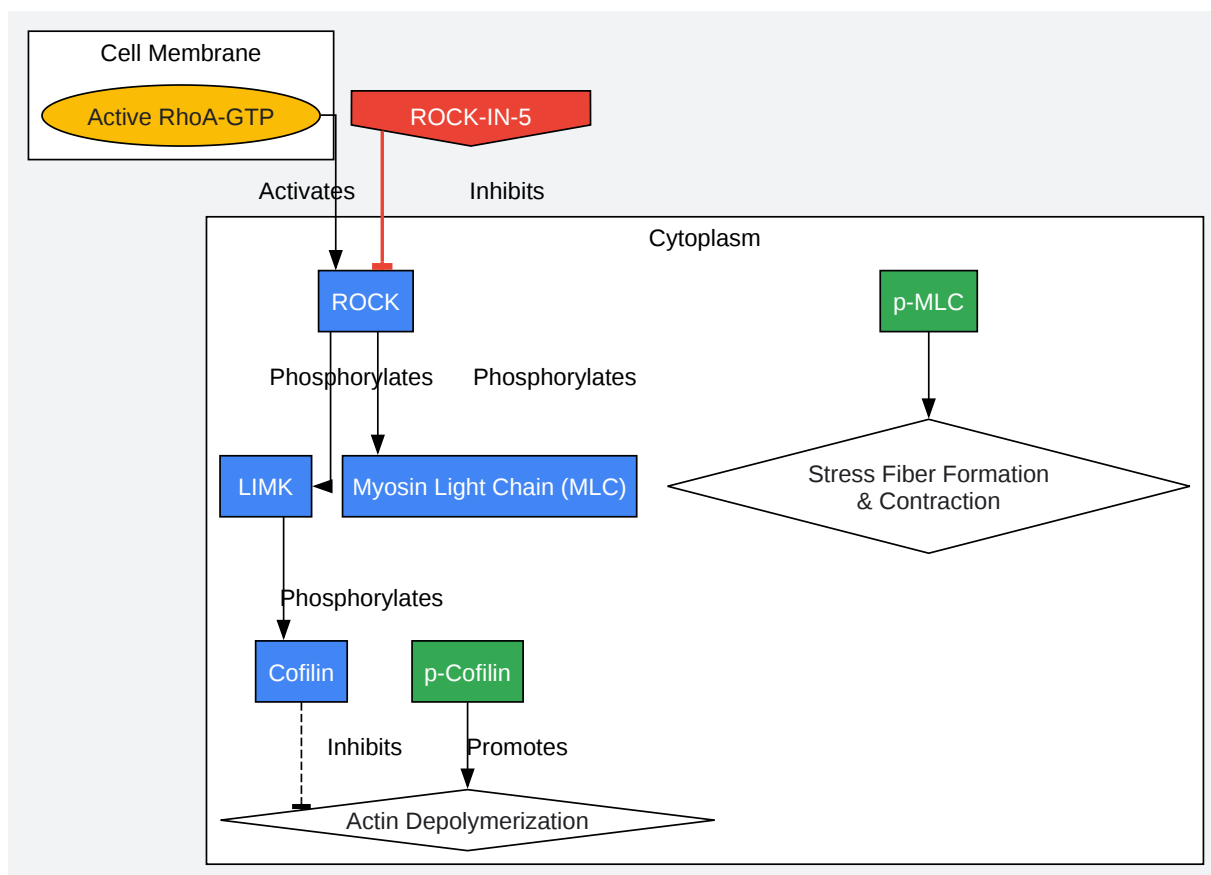 Cell Membrane
Active RhoA-GTP
ROCK-IN-5
Activates
Inhibits
Cytoplasm
ROCK
p-MLC
Phosphorylates
Phosphorylates
LIMK
Myosin Light Chain (MLC)
Stress Fiber Formation
& Contraction
Phosphorylates
Cofilin
p-Cofilin
Inhibits
Promotes
Actin Depolymerization